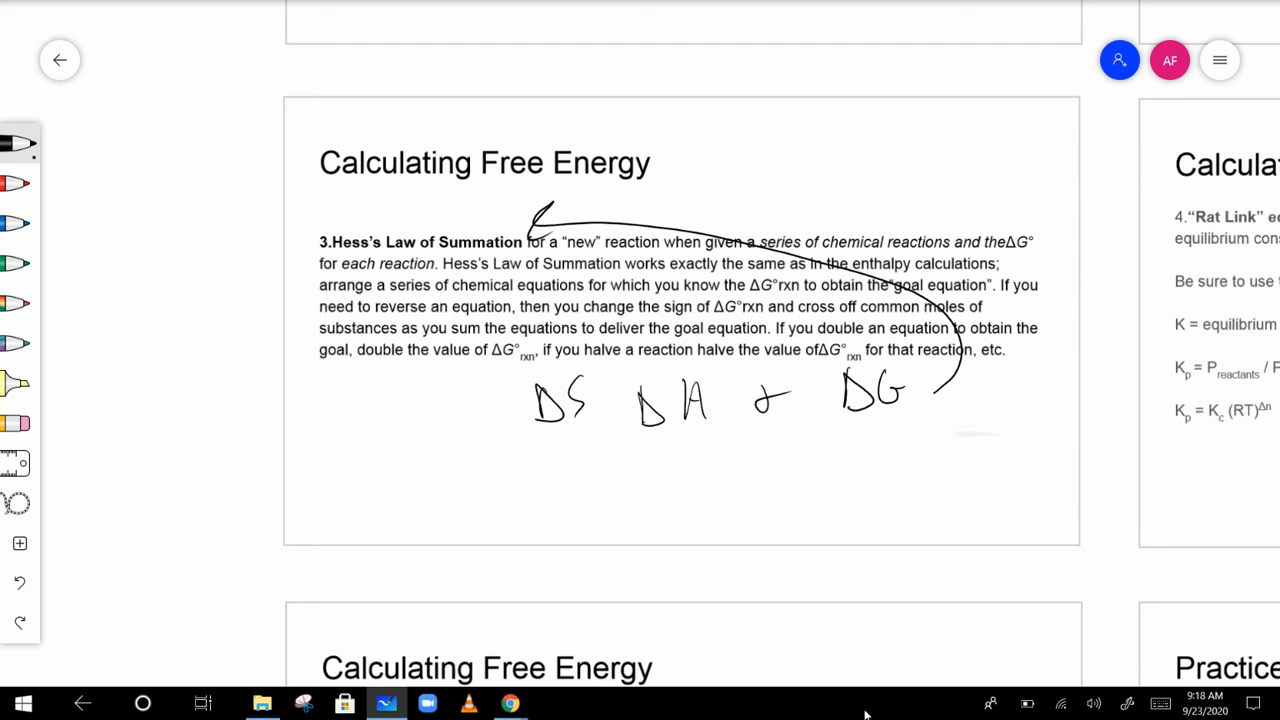 AF
Calculating Free Energy
3.Hess's Law of Summation for a “new” reaction when given a series of chemical reactions and theΔG°
for each reaction. Hess's Law of Summation works exactly the same as in the enthalpy calculations;
arrange a series of chemical equations for which you know the ΔG°rxn to obtain the“goal equation”. If you
need to reverse an equation, then you change the sign of ΔG°rxn and cross off common moles of
substances as you sum the equations to deliver the goal equation. If you double an equation to obtain the
goal, double the value of ΔG°rxn, if you halve a reaction halve the value ofΔG°rxn for that reaction, etc.
ΔS ΔH + ΔG
Calcula
4.“Rat Link” e
equilibrium cons
Be sure to use t
K = equilibrium
Kp = Preactants / P
Kp = Kc (RT)Δn
Calculating Free Energy
Practice
9:18 AM
9/23/2020